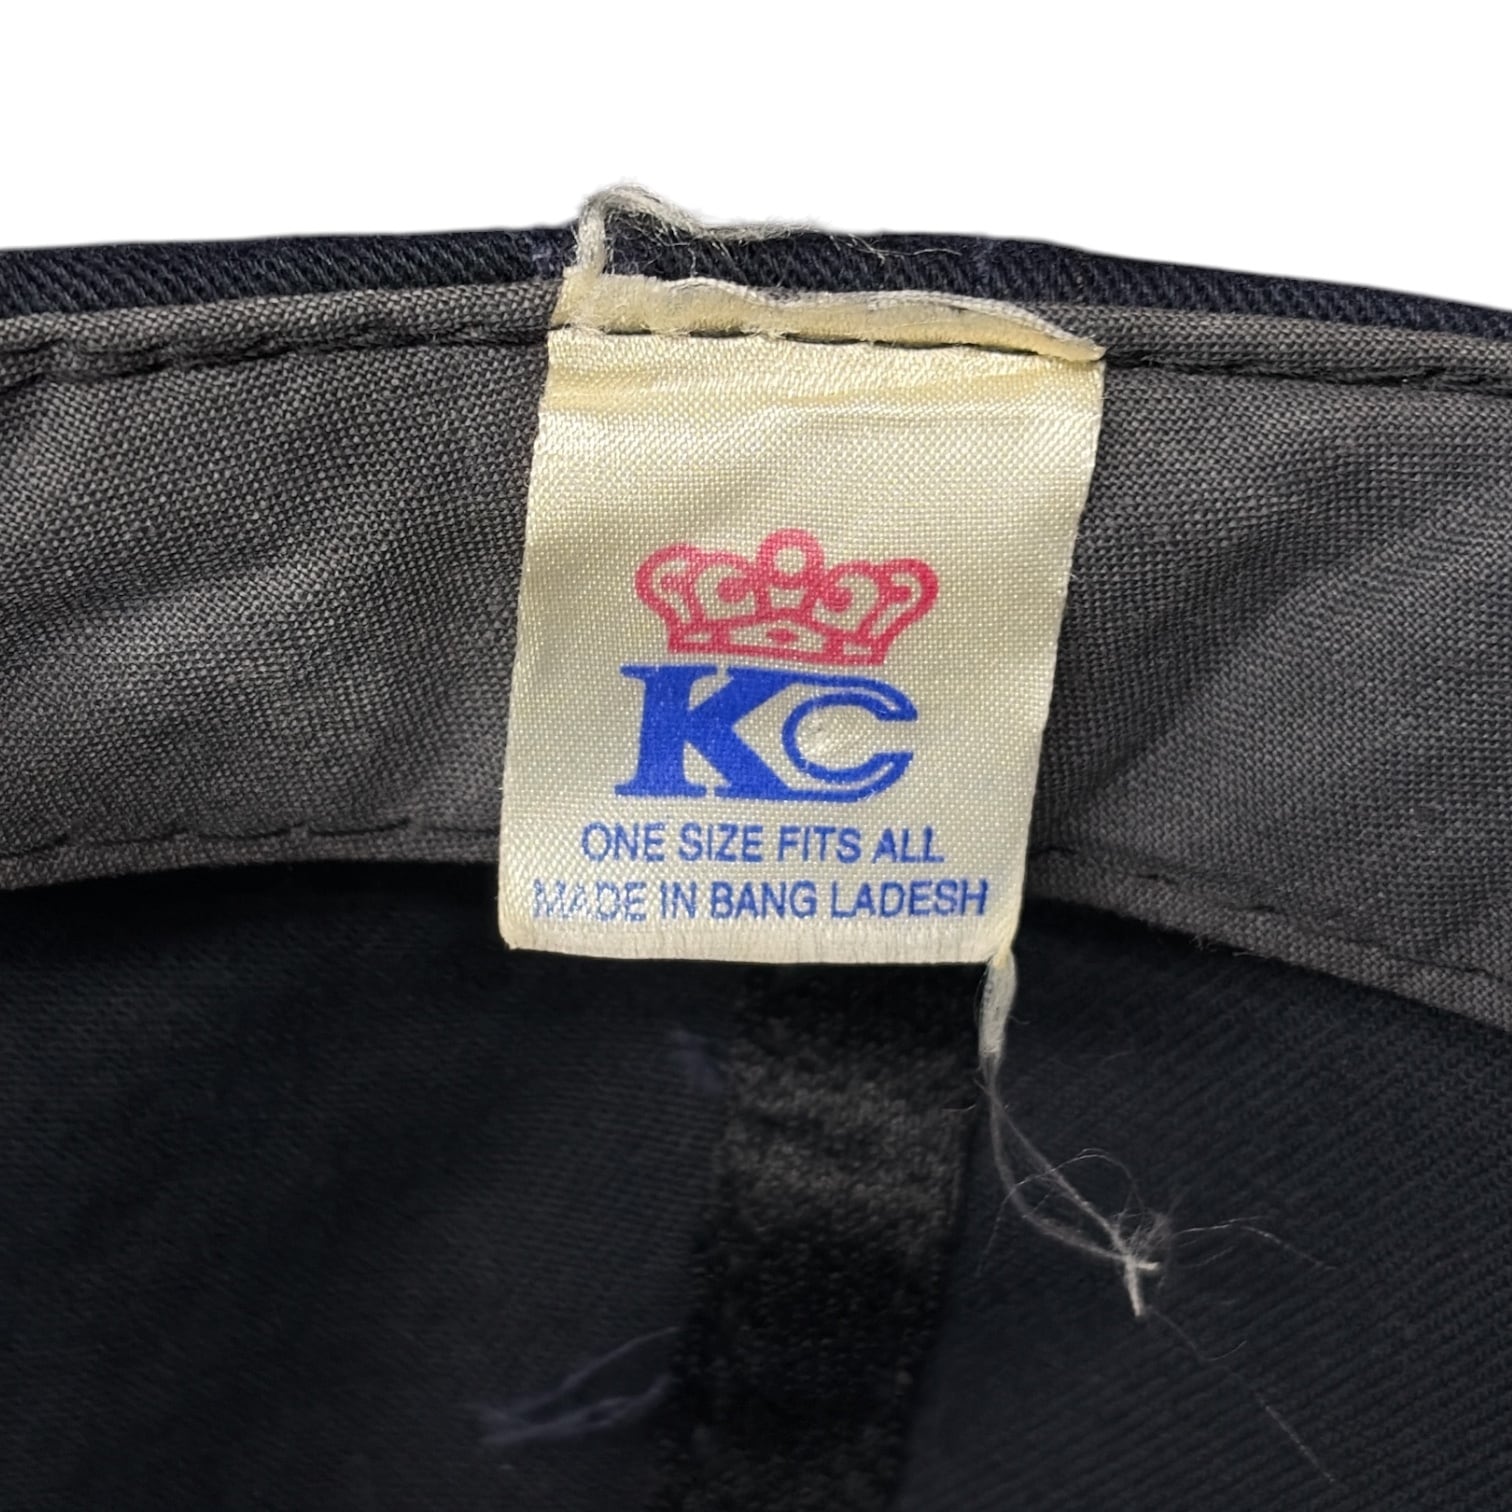 KC
ONE SIZE FITS ALL
MADE IN BANG LADESH